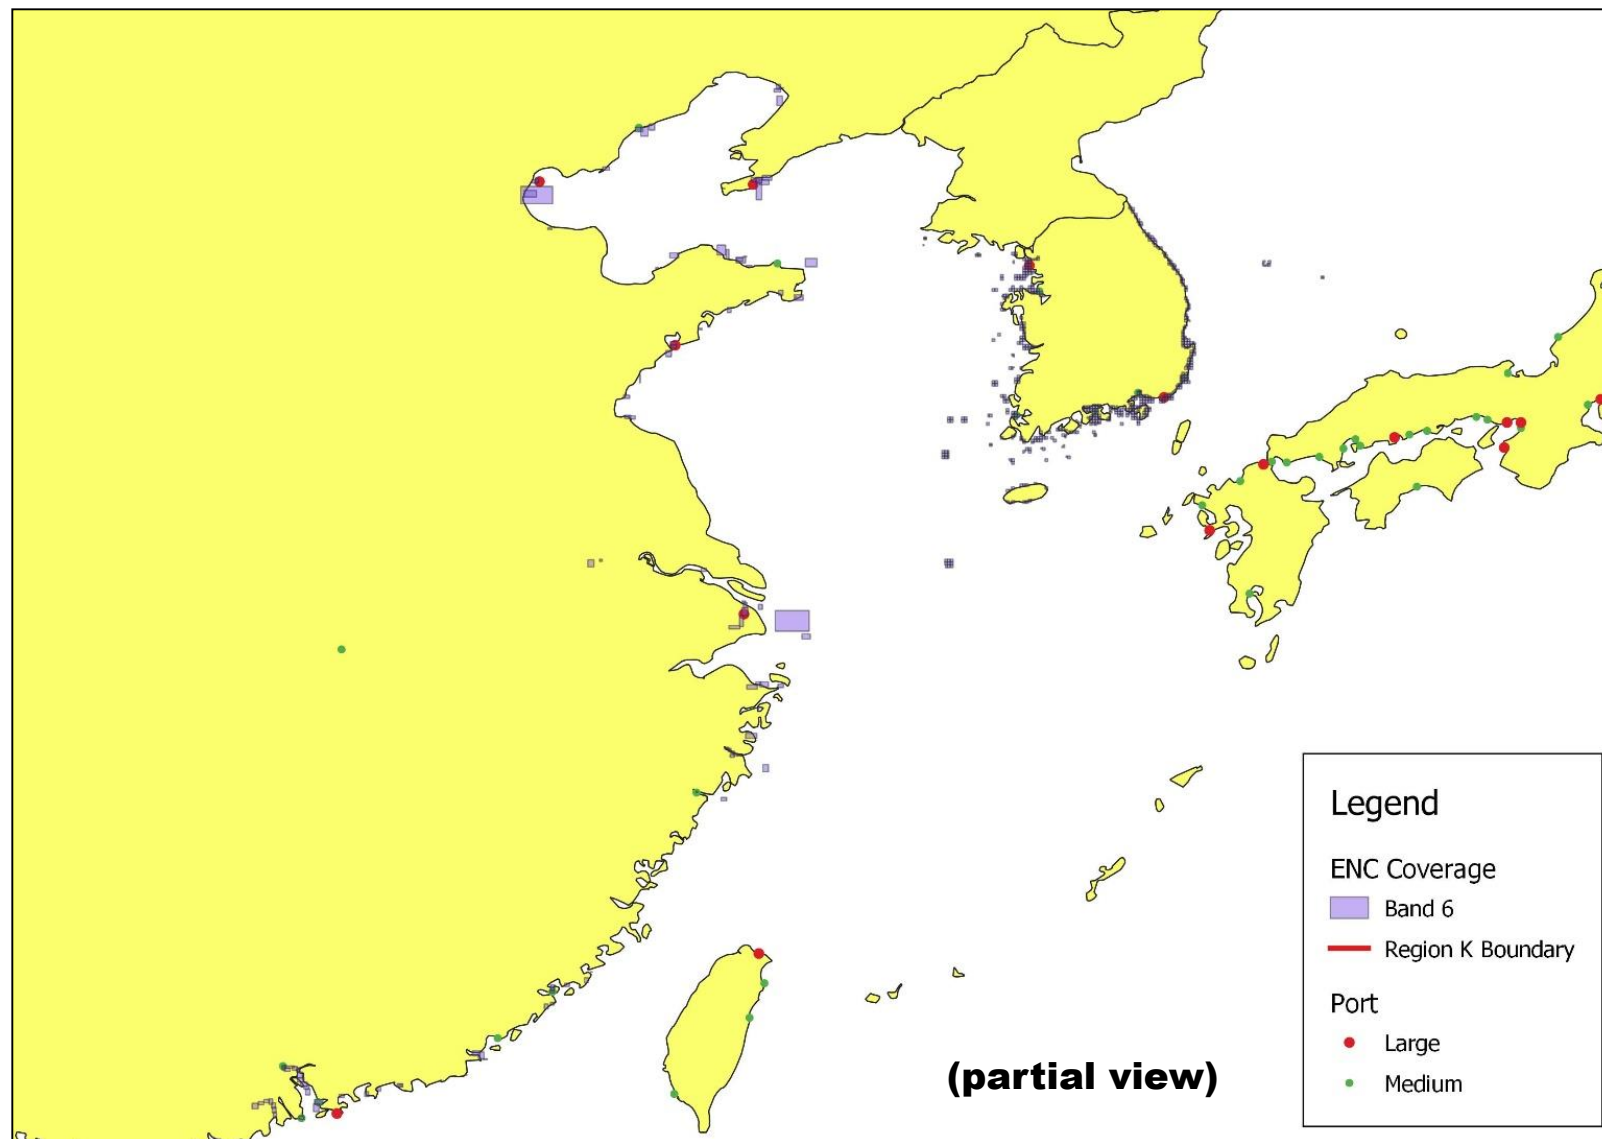 Legend
ENC Coverage
Band 6
Region K Boundary
Port
Large
Medium
(partial view)